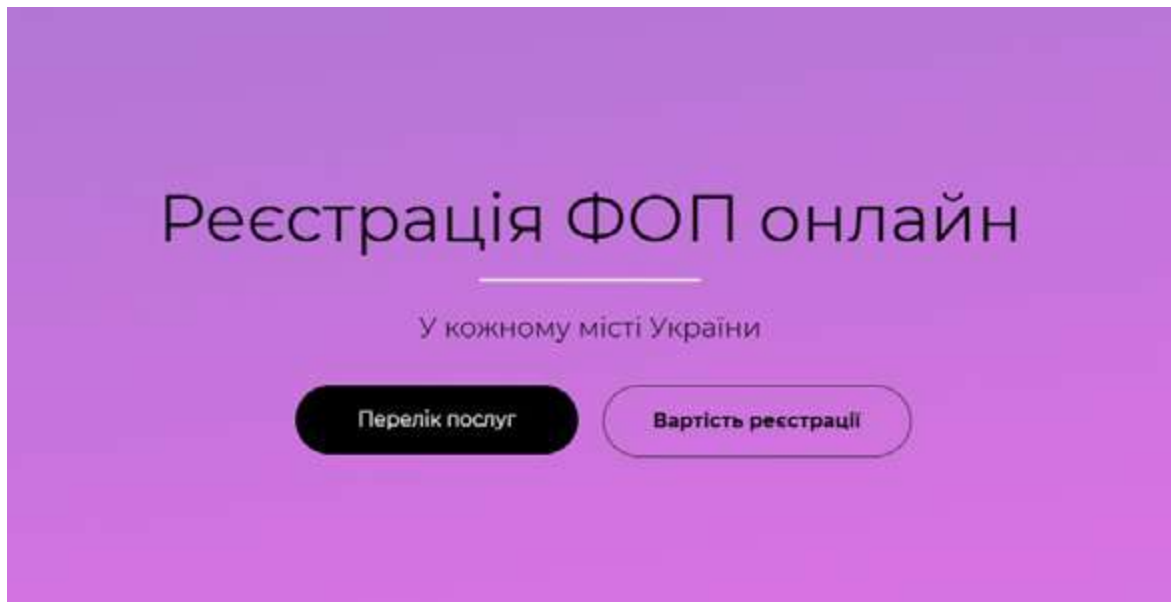 Реєстрація ФОП онлайн
У кожному місті України
Перелік послуг
Вартість реєстрації